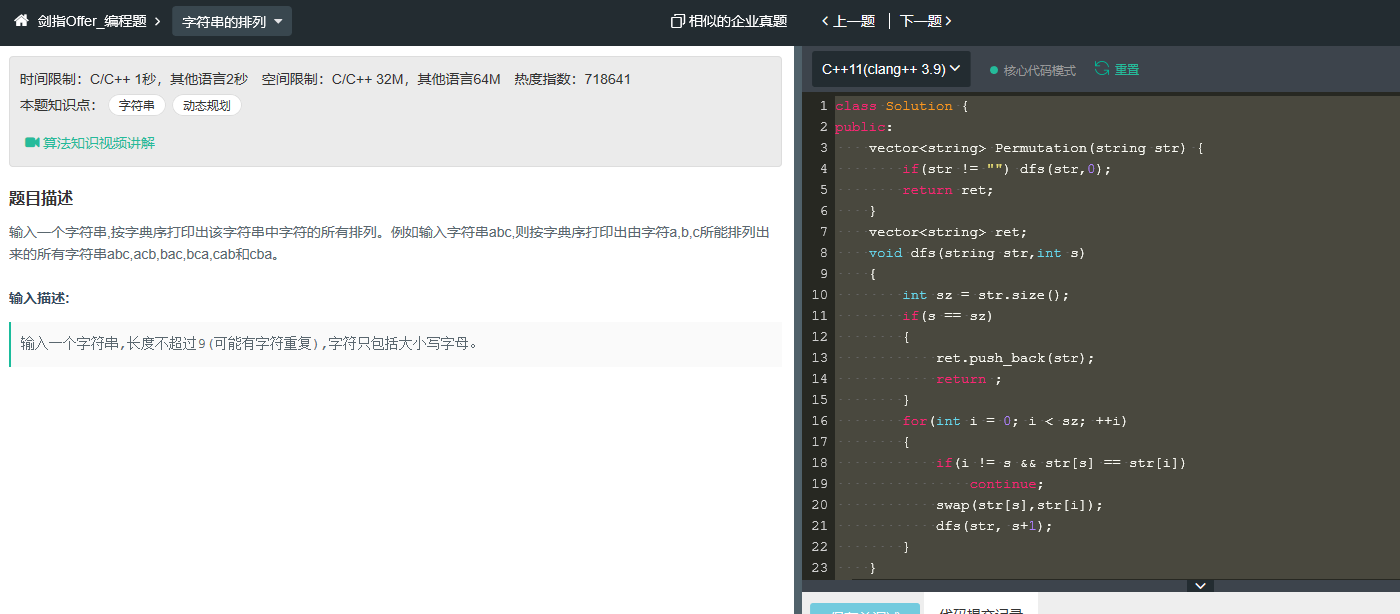 剑指Offer_编程题 字符串的排列 相似的企业真题 上一题 下一题
时间限制：C/C++ 1秒，其他语言2秒 空间限制：C/C++ 32M，其他语言64M 热度指数：718641
本题知识点： 字符串 动态规划
算法知识视频讲解
题目描述
输入一个字符串,按字典序打印出该字符串中字符的所有排列。例如输入字符串abc,则按字典序打印出由字符a,b,c所能排列出
来的所有字符串abc,acb,bac,bca,cab和cba。
输入描述:
输入一个字符串,长度不超过9(可能有字符重复),字符只包括大小写字母。
C++11(clang++ 3.9) 核心代码模式 重置
1 class Solution {
2 public:
3 vector<string> Permutation(string str) {
4 if(str != "") dfs(str,0);
5 return ret;
6 }
7 vector<string> ret;
8 void dfs(string str,int s)
9 {
10 int sz = str.size();
11 if(s == sz)
12 {
13 ret.push_back(str);
14 return ;
15 }
16 for(int i = 0; i < sz; ++i)
17 {
18 if(i != s && str[s] == str[i])
19 continue;
20 swap(str[s],str[i]);
21 dfs(str, s+1);
22 }
23 }